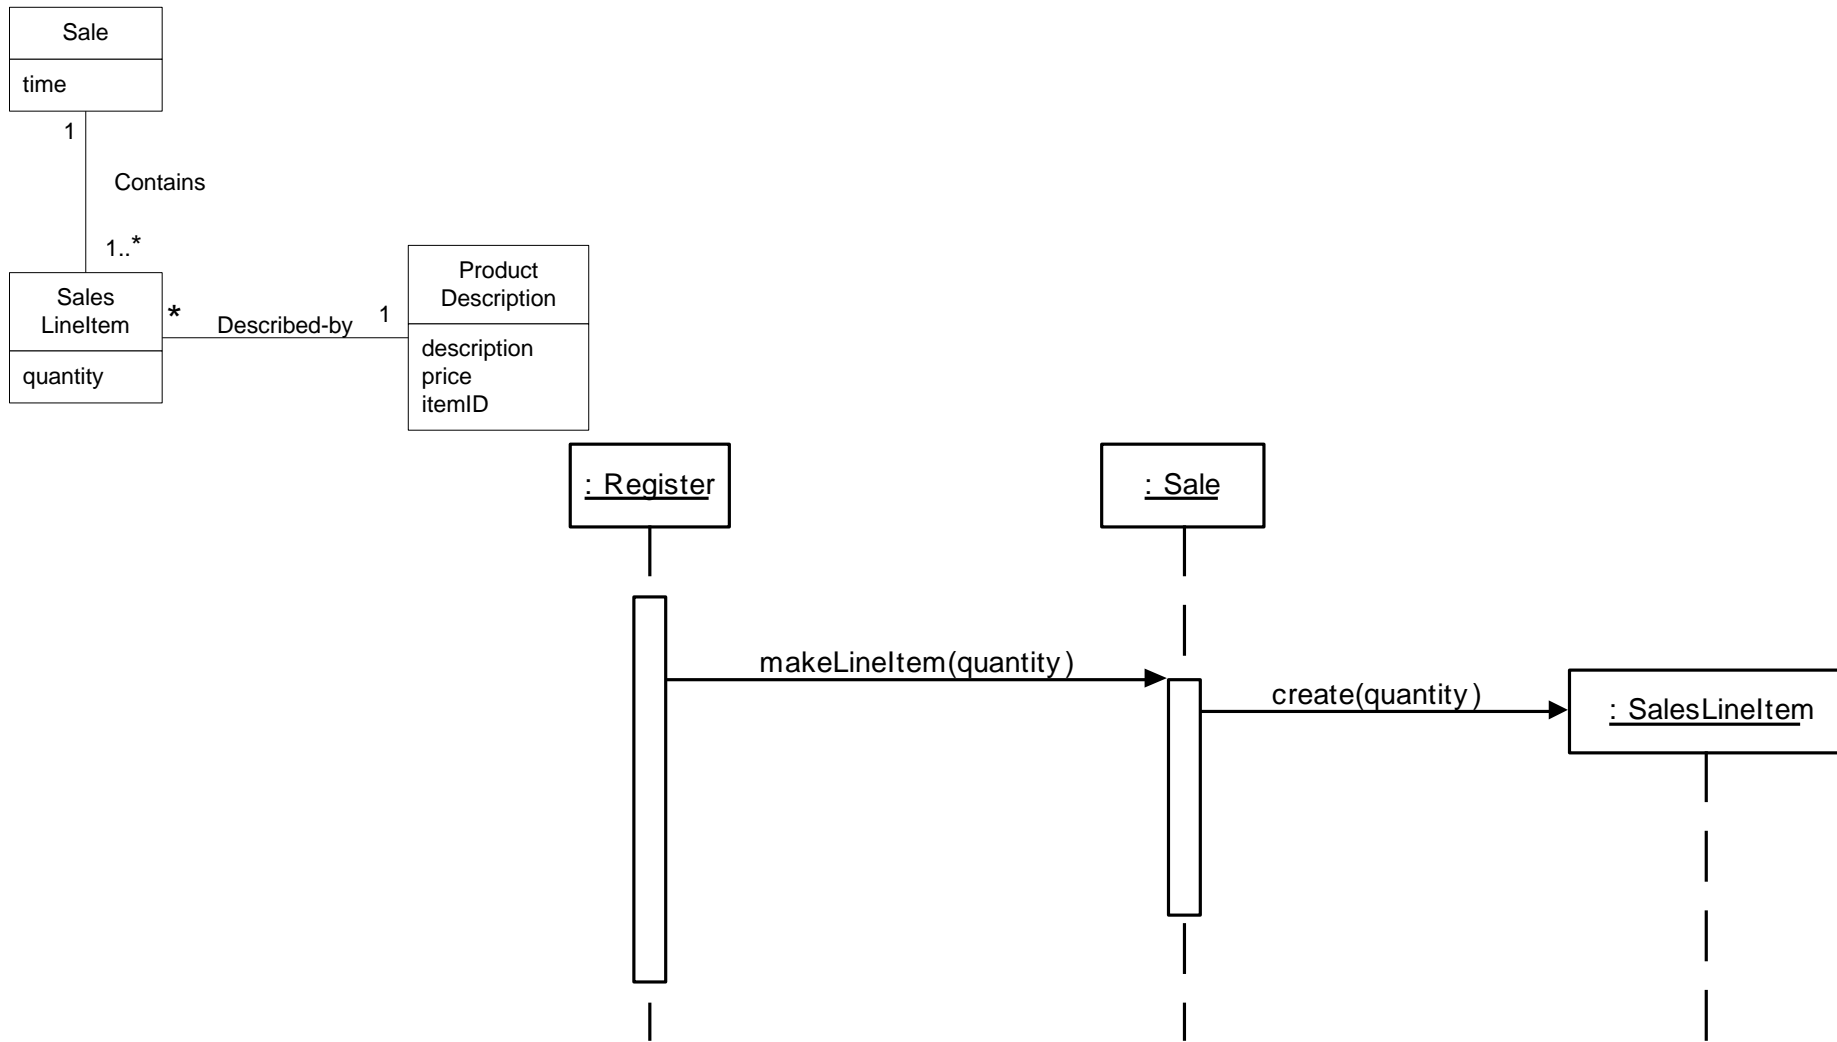 Sale
time
1
Contains
1..*
Sales
LineItem
quantity
*
Described-by
1
Product
Description
description
price
itemID
: Register
: Sale
makeLineItem(quantity)
create(quantity)
: SalesLineItem